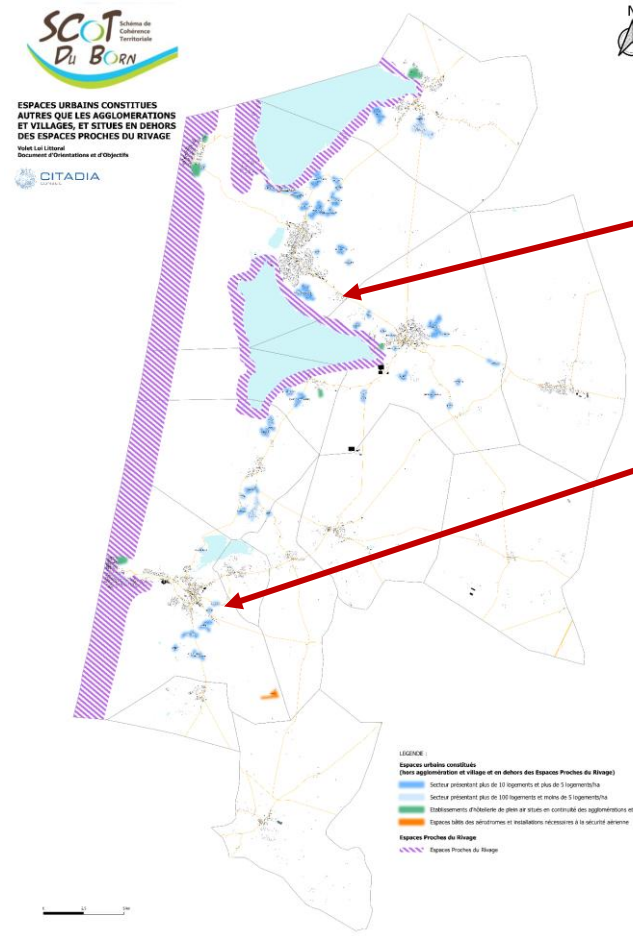 SCOT
Schéma de
Cohérence
Territoriale
DU BORN
N
ESPACES URBAINS CONSTITUES
AUTRES QUE LES AGGLOMERATIONS
ET VILLAGES, ET SITUES EN DEHORS
DES ESPACES PROCHES DU RIVAGE
Volet Loi Littoral
Document d'Orientations et d'Objectifs
CITADIA
CONSEIL
LEGENDE :
Espaces urbains constitués
(hors agglomération et village et en dehors des Espaces Proches du Rivage)
Secteur présentant plus de 10 logements et plus de 5 logements/ha
Secteur présentant plus de 100 logements et moins de 5 logements/ha
Etablissements d'hôtellerie de plein air situés en continuité des agglomérations et
Espaces bâtis des aérodromes et installations nécessaires à la sécurité aérienne
Espaces Proches du Rivage
Espaces Proches du Rivage